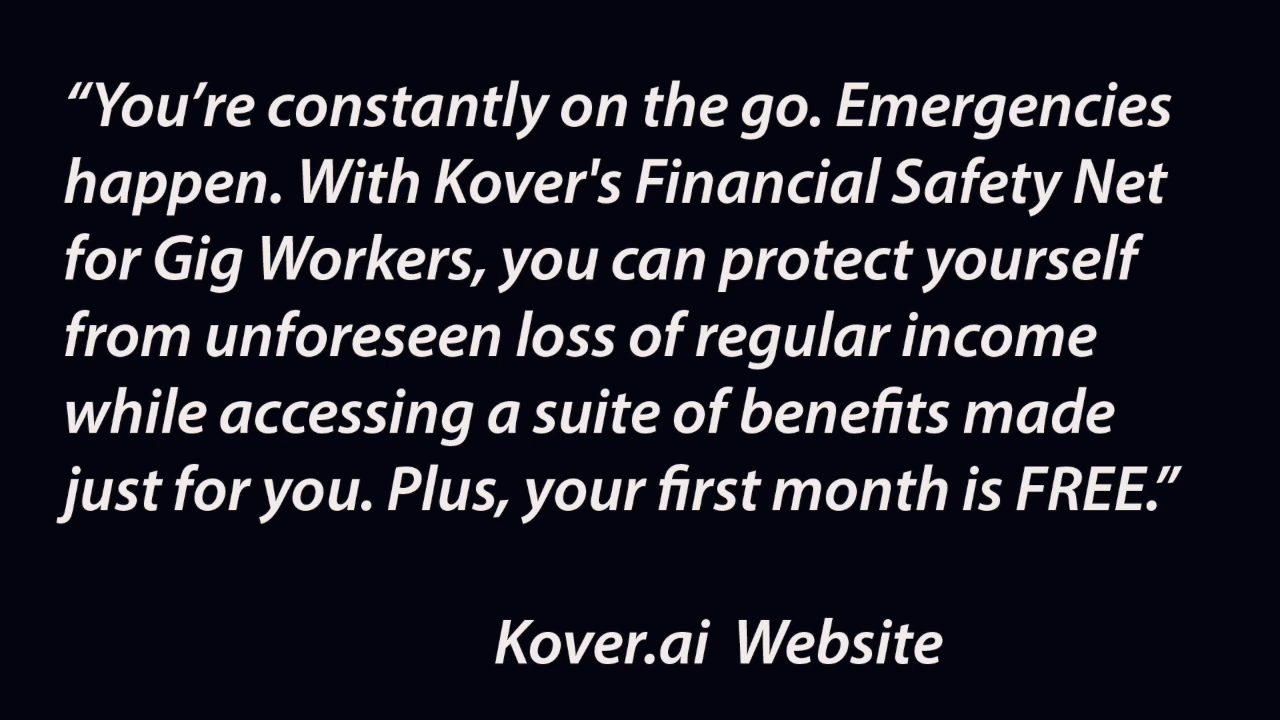 “You’re constantly on the go. Emergencies
happen. With Kover's Financial Safety Net
for Gig Workers, you can protect yourself
from unforeseen loss of regular income
while accessing a suite of benefits made
just for you. Plus, your first month is FREE.”
Kover.ai Website